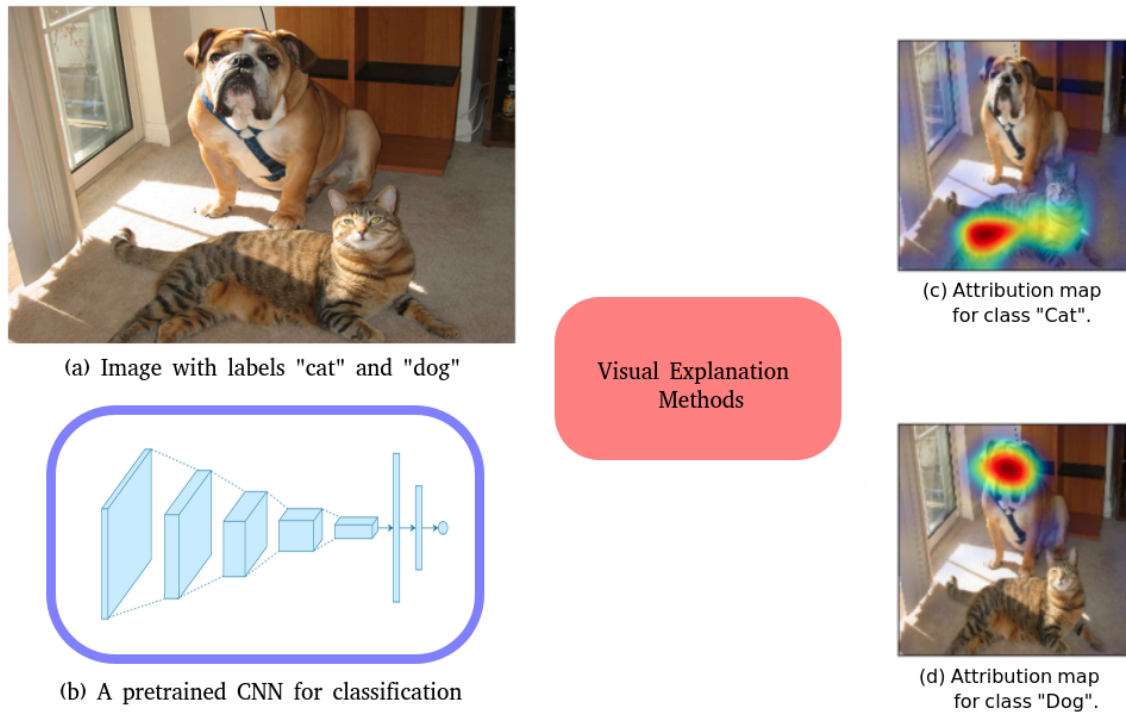 (a) Image with labels "cat" and "dog"
(b) A pretrained CNN for classification
Visual Explanation
Methods
(c) Attribution map
for class "Cat".
(d) Attribution map
for class "Dog".